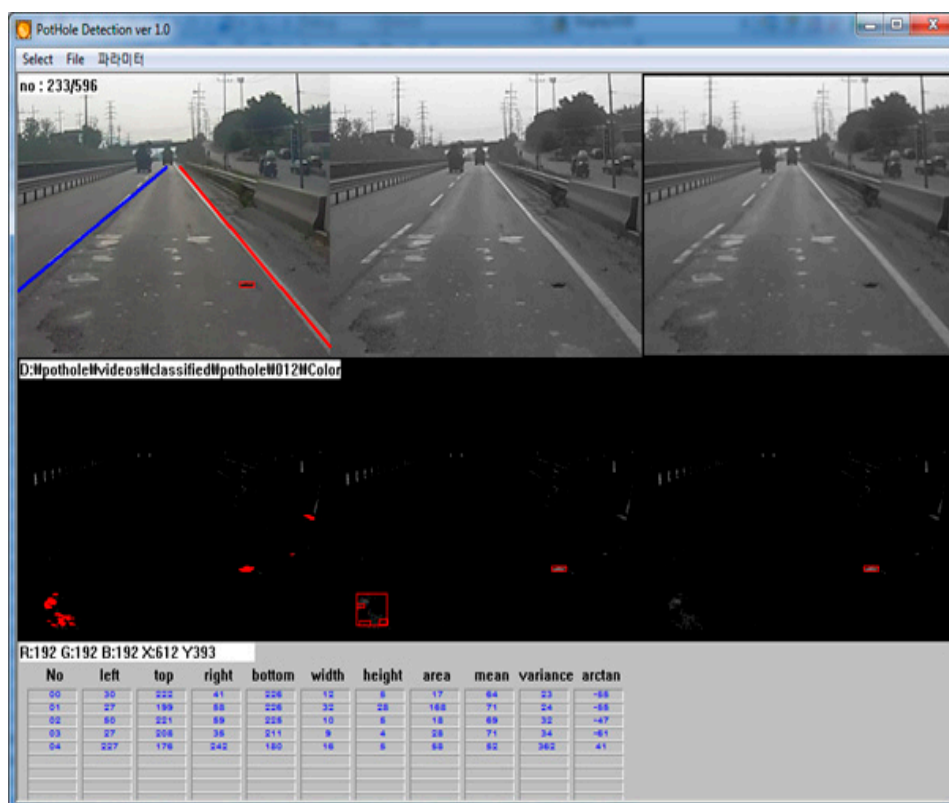 PotHole Detection ver 1.0
Select File 파라미터
no : 233/596
D:₩pothole₩videos₩classified₩pothole₩012₩Color
R:192 G:192 B:192 X:612 Y393
No left top right bottom width height area mean variance arctan
00 30 222 41 226 12 5 17 64 23 -55
01 27 199 58 226 32 28 168 71 24 -55
02 50 221 59 225 10 5 18 69 32 -47
03 27 208 35 211 9 4 25 71 34 -61
04 227 176 242 180 16 5 58 52 362 41